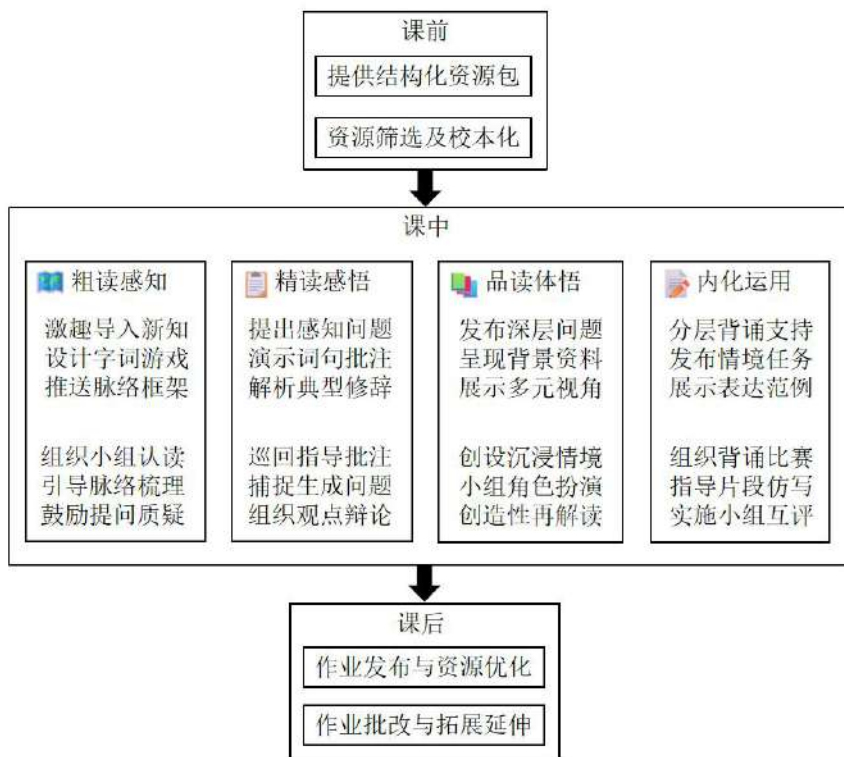 课前
提供结构化资源包
资源筛选及校本化
课中
粗读感知
激趣导入新知
设计字词游戏
推送脉络框架
组织小组认读
引导脉络梳理
鼓励提问质疑
精读感悟
提出感知问题
演示词句批注
解析典型修辞
巡回指导批注
捕捉生成问题
组织观点辩论
品读体悟
发布深层问题
呈现背景资料
展示多元视角
创设沉浸情境
小组角色扮演
创造性再解读
内化运用
分层背诵支持
发布情境任务
展示表达范例
组织背诵比赛
指导片段仿写
实施小组互评
课后
作业发布与资源优化
作业批改与拓展延伸